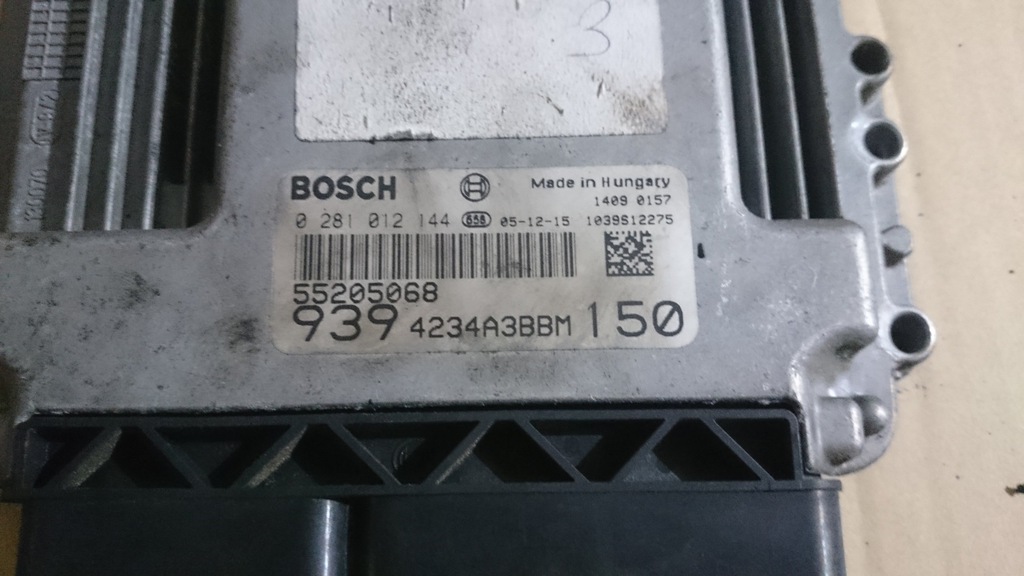 3
BOSCH Made in Hungary
1409 0157
0 281 012 144 656 05-12-15 1039S12275
55205068
939 4234A3BBM 150